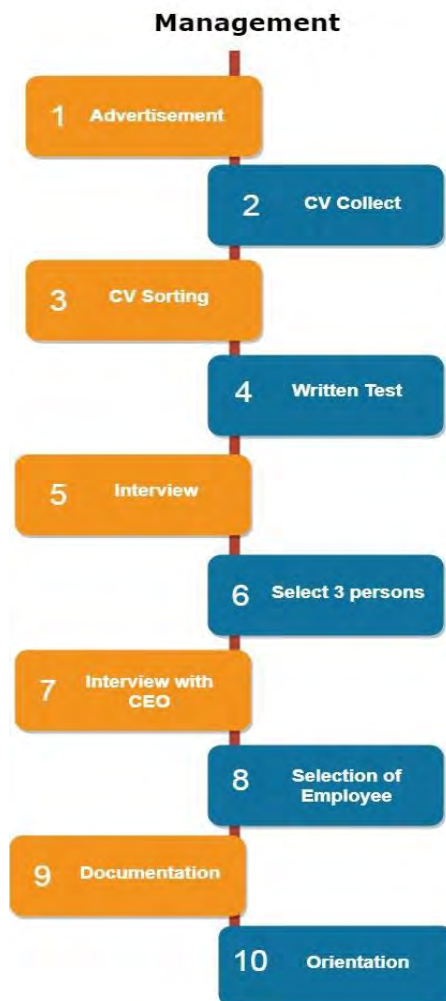 Management
1 Advertisement
2 CV Collect
3 CV Sorting
4 Written Test
5 Interview
6 Select 3 persons
7 Interview with
CEO
8 Selection of
Employee
9 Documentation
10 Orientation